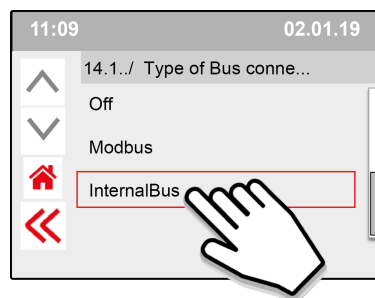 11:09 02.01.19
14.1../ Type of Bus conne...
Off
Modbus
InternalBus